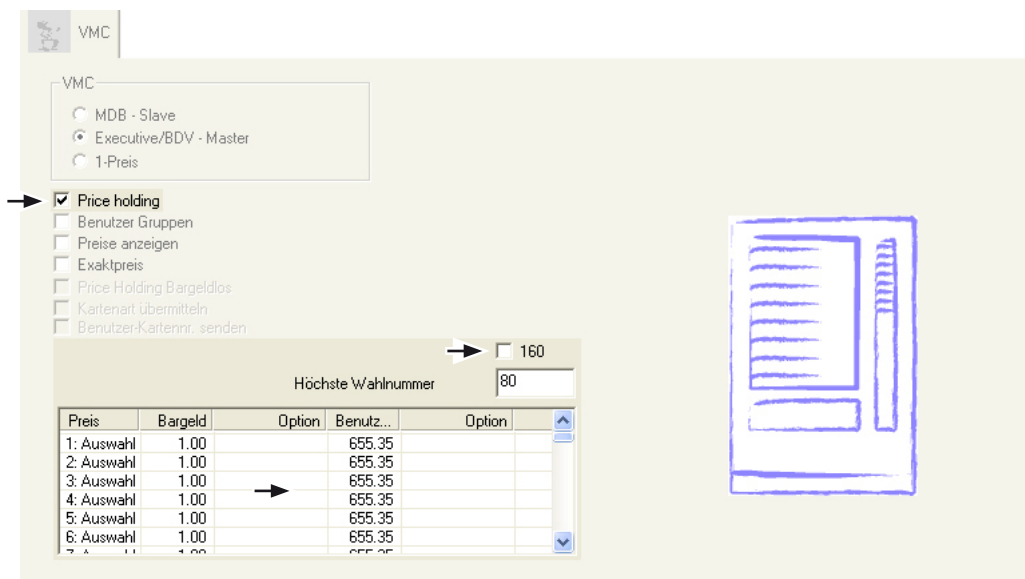 VMC
VMC
MDB - Slave
Executive/BDV - Master
1-Preis
Price holding
Benutzer Gruppen
Preise anzeigen
Exaktpreis
Price Holding Bargeldlos
Kartenart übermitteln
Benutzer-Kartennr. senden
160
Höchste Wahlnummer 80
Preis Bargeld Option Benutz... Option
1: Auswahl 1.00 655.35
2: Auswahl 1.00 655.35
3: Auswahl 1.00 655.35
4: Auswahl 1.00 655.35
5: Auswahl 1.00 655.35
6: Auswahl 1.00 655.35